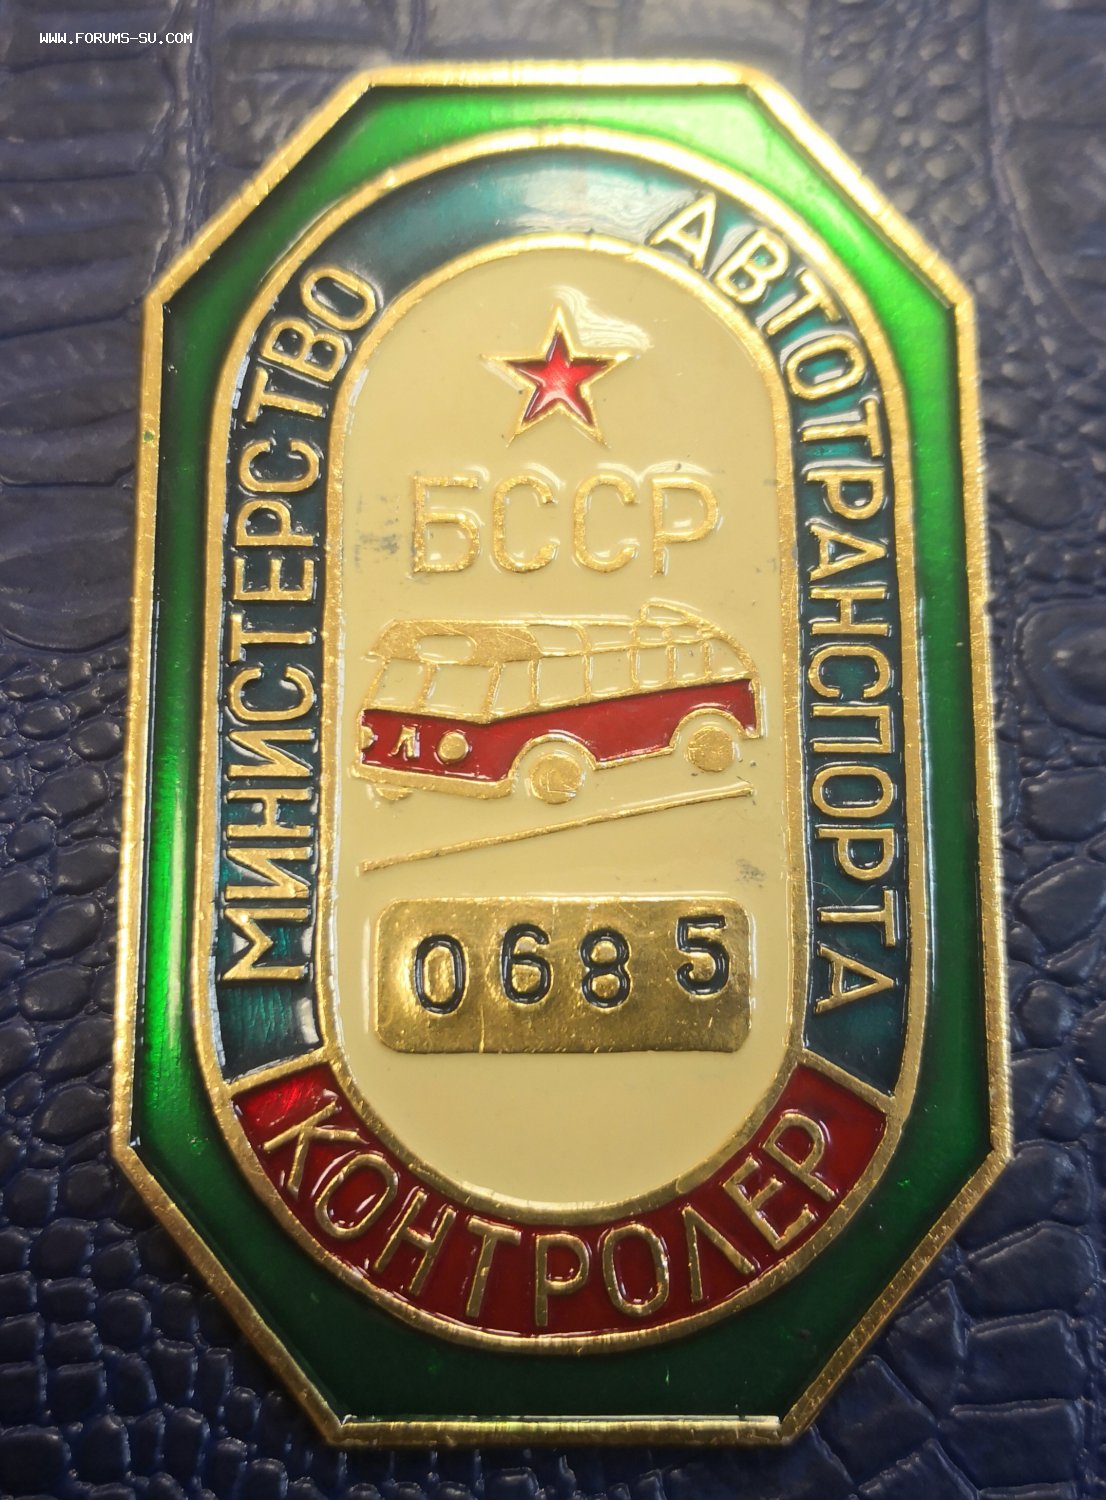 WWW.FORUMS-SU.COM
МИНИСТЕРСТВО АВТОТРАНСПОРТА
БССР
0685
КОНТРОЛЕР